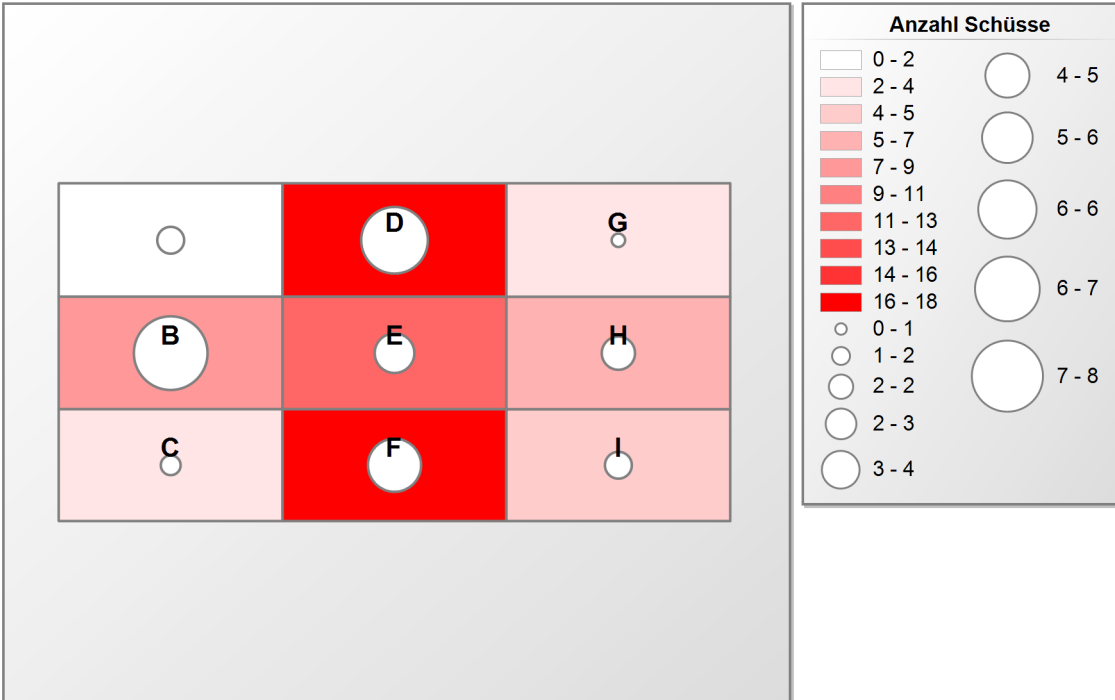 D
G
B
E
H
C
F
I
Anzahl Schüsse
0 - 2
2 - 4
4 - 5
5 - 7
7 - 9
9 - 11
11 - 13
13 - 14
14 - 16
16 - 18
0 - 1
1 - 2
2 - 2
2 - 3
3 - 4
4 - 5
5 - 6
6 - 6
6 - 7
7 - 8